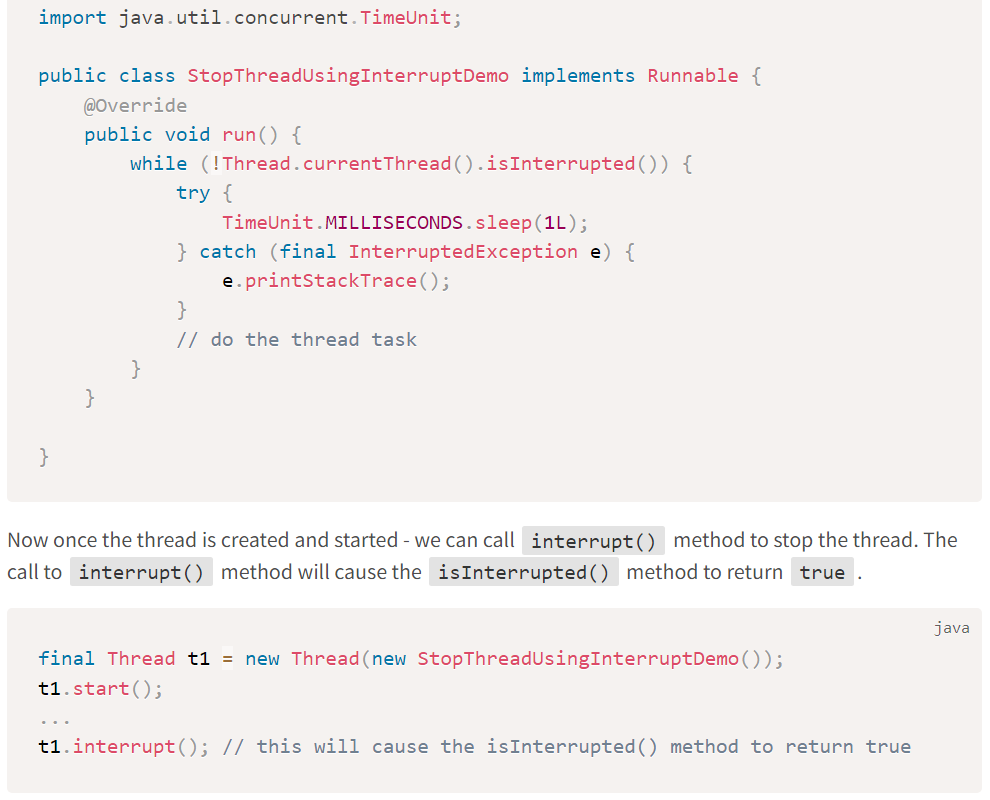 import java.util.concurrent.TimeUnit;
public class StopThreadUsingInterruptDemo implements Runnable {
    @Override
    public void run() {
        while (!Thread.currentThread().isInterrupted()) {
            try {
                TimeUnit.MILLISECONDS.sleep(1L);
            } catch (final InterruptedException e) {
                e.printStackTrace();
            }
            // do the thread task
        }
    }
}
Now once the thread is created and started - we can call interrupt() method to stop the thread. The
call to interrupt() method will cause the isInterrupted() method to return true .
java
final Thread t1 = new Thread(new StopThreadUsingInterruptDemo());
t1.start();
...
t1.interrupt(); // this will cause the isInterrupted() method to return true